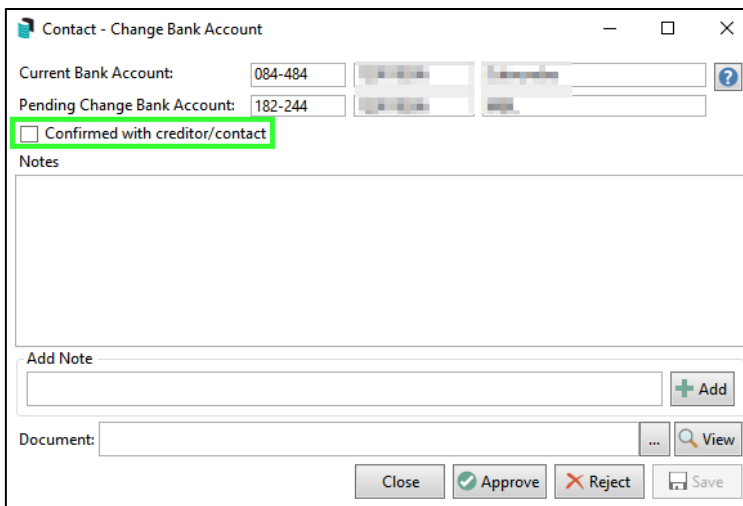 Contact - Change Bank Account
Current Bank Account: 084-484
Pending Change Bank Account: 182-244
Confirmed with creditor/contact
Notes
Add Note
Add
Document: ... View
Close Approve Reject Save